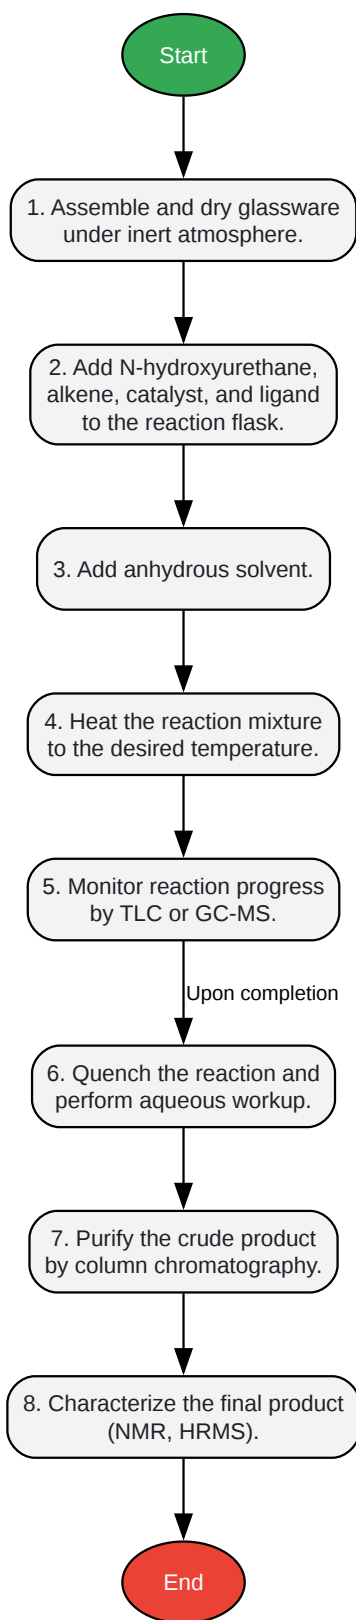 Start
1. Assemble and dry glassware
under inert atmosphere.
2. Add N-hydroxyurethane,
alkene, catalyst, and ligand
to the reaction flask.
3. Add anhydrous solvent.
4. Heat the reaction mixture
to the desired temperature.
5. Monitor reaction progress
by TLC or GC-MS.
Upon completion
6. Quench the reaction and
perform aqueous workup.
7. Purify the crude product
by column chromatography.
8. Characterize the final product
(NMR, HRMS).
End